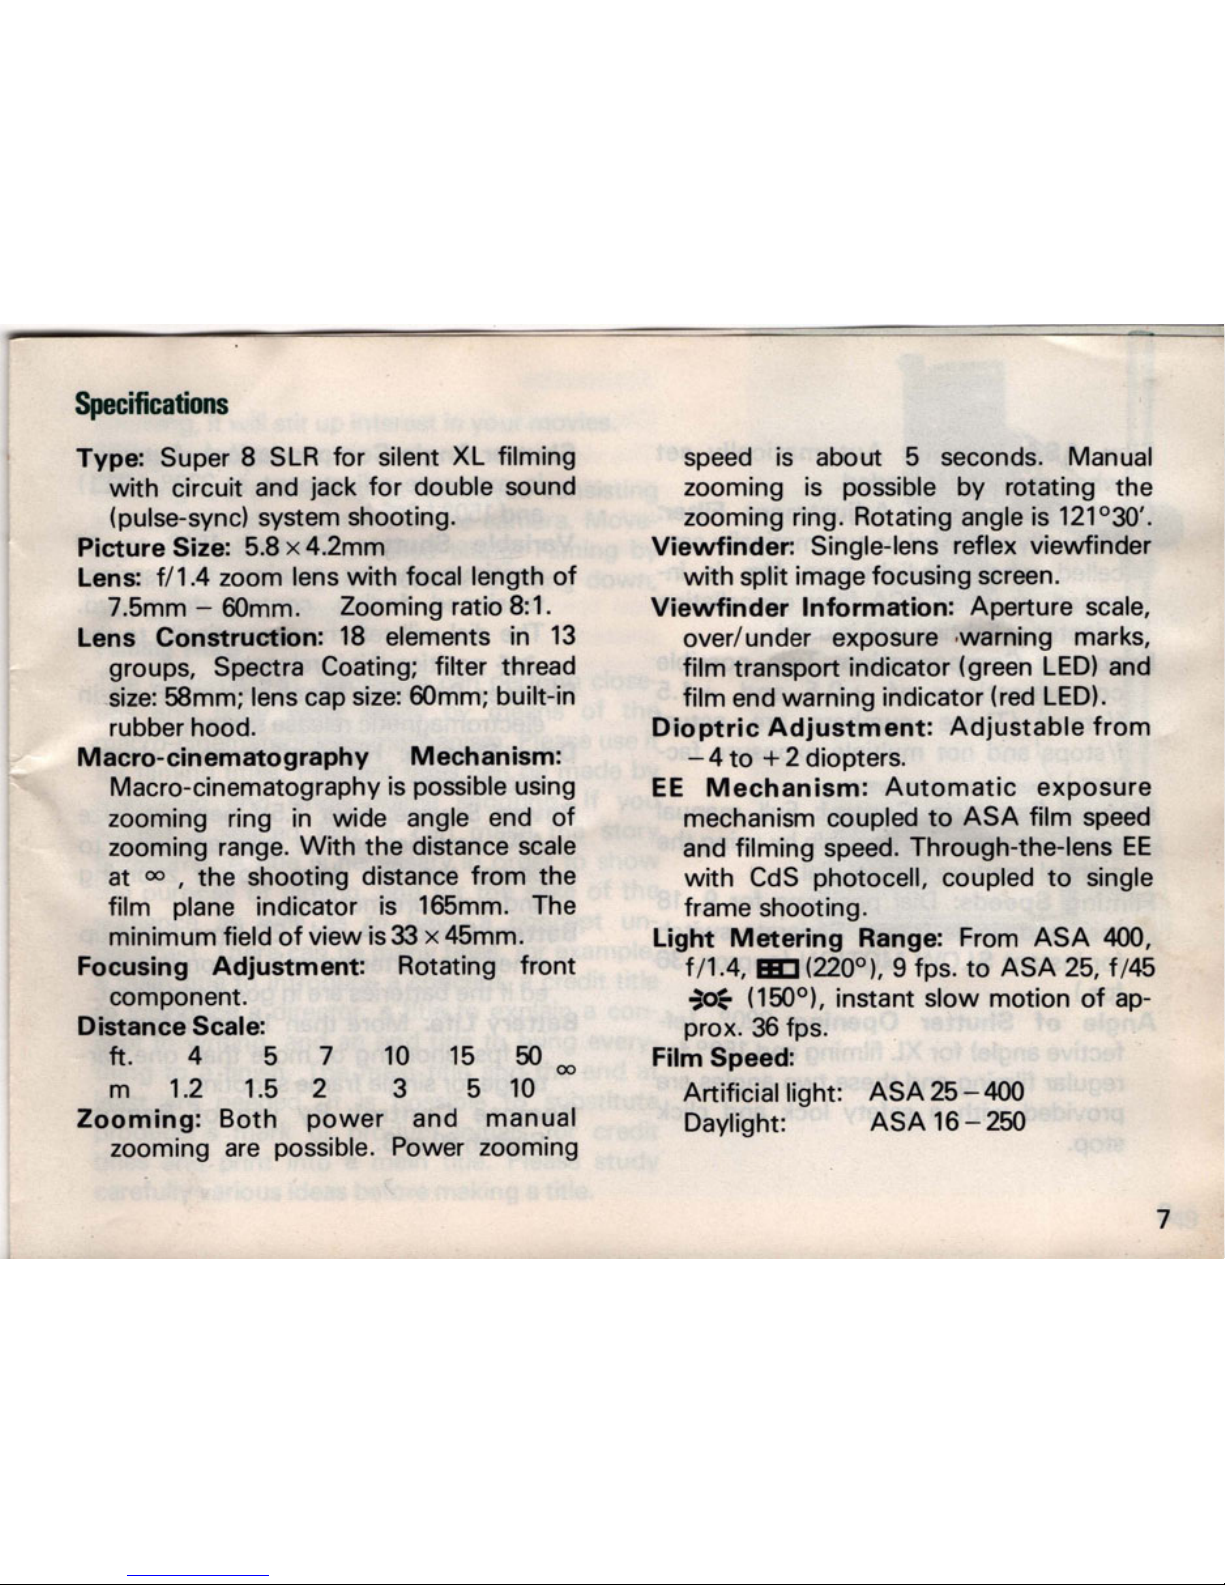 Specifications
Type: Super 8 SLR for silent XL filming
with circuit and jack for double sound
(pulse-sync) system shooting.
Picture Size: 5.8 × 4.2mm
Lens: f/1.4 zoom lens with focal length of
7.5mm – 60mm. Zooming ratio 8:1.
Lens Construction: 18 elements in 13
groups, Spectra Coating; filter thread
size: 58mm; lens cap size: 60mm; built-in
rubber hood.
Macro-cinematography Mechanism:
Macro-cinematography is possible using
zooming ring in wide angle end of
zooming range. With the distance scale
at ∞ , the shooting distance from the
film plane indicator is 165mm. The
minimum field of view is 33 × 45mm.
Focusing Adjustment: Rotating front
component.
Distance Scale:
ft. 4 5 7 10 15 50 ∞
m 1.2 1.5 2 3 5 10
Zooming: Both power and manual
zooming are possible. Power zooming
speed is about 5 seconds. Manual
zooming is possible by rotating the
zooming ring. Rotating angle is 121°30'.
Viewfinder: Single-lens reflex viewfinder
with split image focusing screen.
Viewfinder Information: Aperture scale,
over/under exposure warning marks,
film transport indicator (green LED) and
film end warning indicator (red LED).
Dioptric Adjustment: Adjustable from
– 4 to + 2 diopters.
EE Mechanism: Automatic exposure
mechanism coupled to ASA film speed
and filming speed. Through-the-lens EE
with CdS photocell, coupled to single
frame shooting.
Light Metering Range: From ASA 400,
f/1.4, (220°), 9 fps. to ASA 25, f/45
(150°), instant slow motion of ap-
prox. 36 fps.
Film Speed:
Artificial light: ASA 25 – 400
Daylight: ASA 16 – 250
7